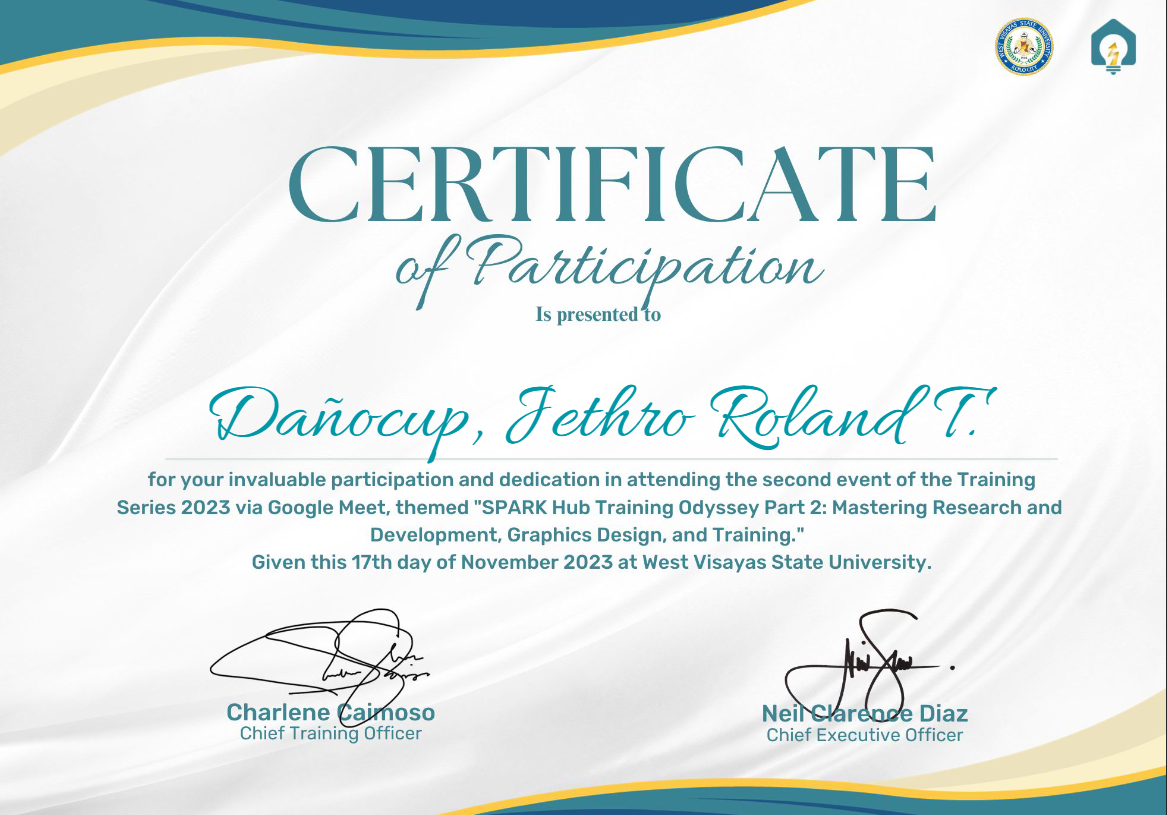 WEST VISAYAS STATE UNIVERSITY
ILOILO CITY
CERTIFICATE
of Participation
Is presented to
Dañocup, Jethro Roland T.
for your invaluable participation and dedication in attending the second event of the Training
Series 2023 via Google Meet, themed "SPARK Hub Training Odyssey Part 2: Mastering Research and
Development, Graphics Design, and Training."
Given this 17th day of November 2023 at West Visayas State University.
Charlene Caimoso
Chief Training Officer
Neil Clarence Diaz
Chief Executive Officer